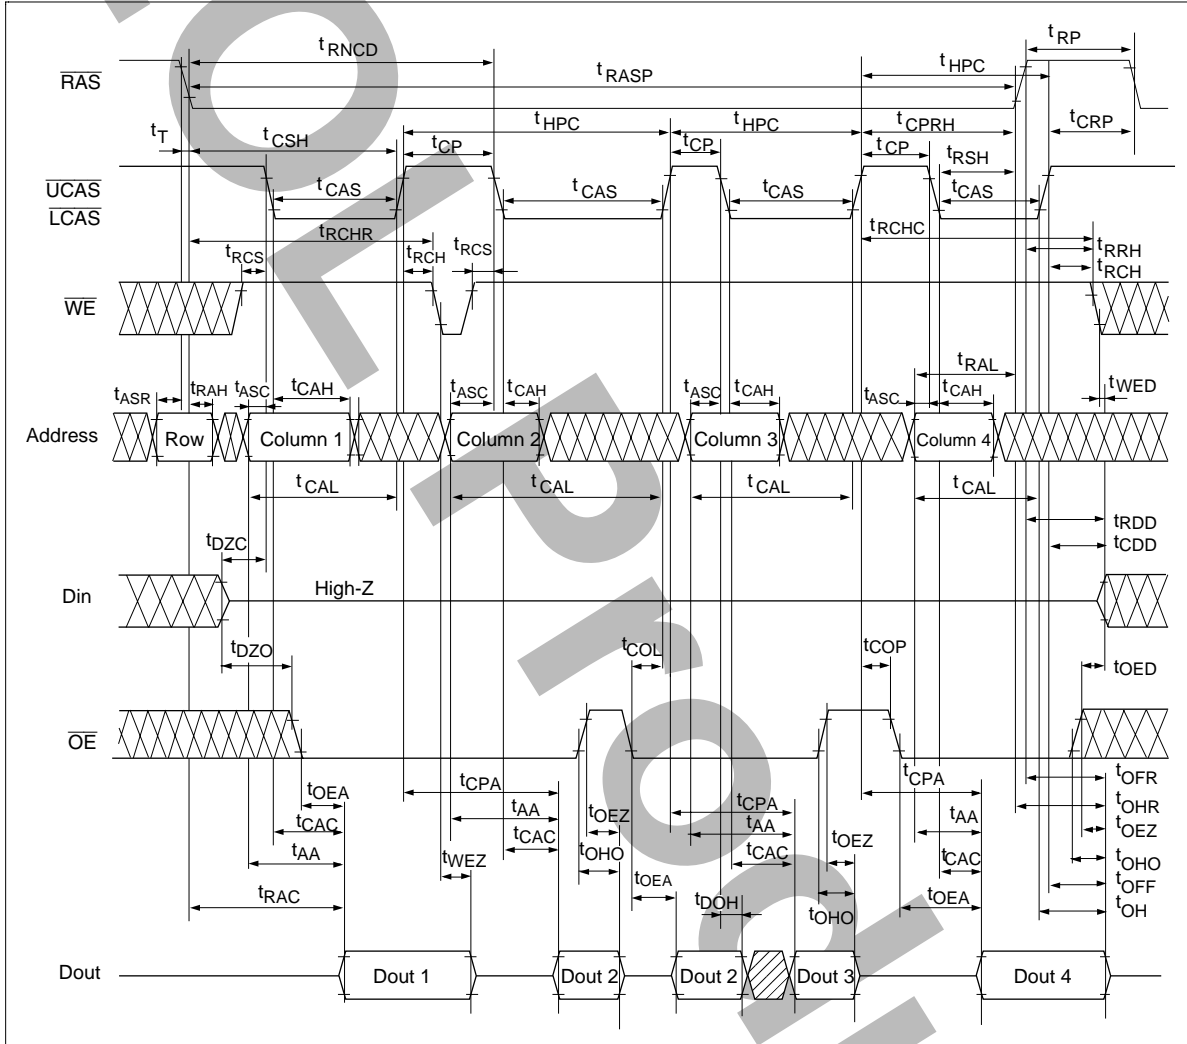 t RNCD
t RP
t HPC
RAS
t RASP
t T
t CSH
t HPC
t HPC
t CPRH
t CRP
t CP
t CP
t CP
t RSH
UCAS
LCAS
t CAS
t CAS
t CAS
t CAS
t RCHR
t RCHC
t RCS
t RCH
t RCS
t RRH
t RCH
WE
t RAL
t ASR
t RAH
t ASC
t CAH
t ASC
t CAH
t ASC
t CAH
t ASC
t CAH
t WED
Address
Row
Column 1
Column 2
Column 3
Column 4
t CAL
t CAL
t CAL
t CAL
t RDD
t DZC
t CDD
Din
High-Z
t DZO
t COL
t COP
t OED
OE
t OEA
t CPA
t CPA
t CPA
t OFR
t OHR
t CAC
t AA
t OEZ
t AA
t OEZ
t AA
t OEZ
t AA
t WEZ
t CAC
t OHO
t CAC
t CAC
t OHO
t RAC
t OEA
t DOH
t OHO
t OEA
t OFF
t OH
Dout
Dout 1
Dout 2
Dout 2
Dout 3
Dout 4
OL Prod